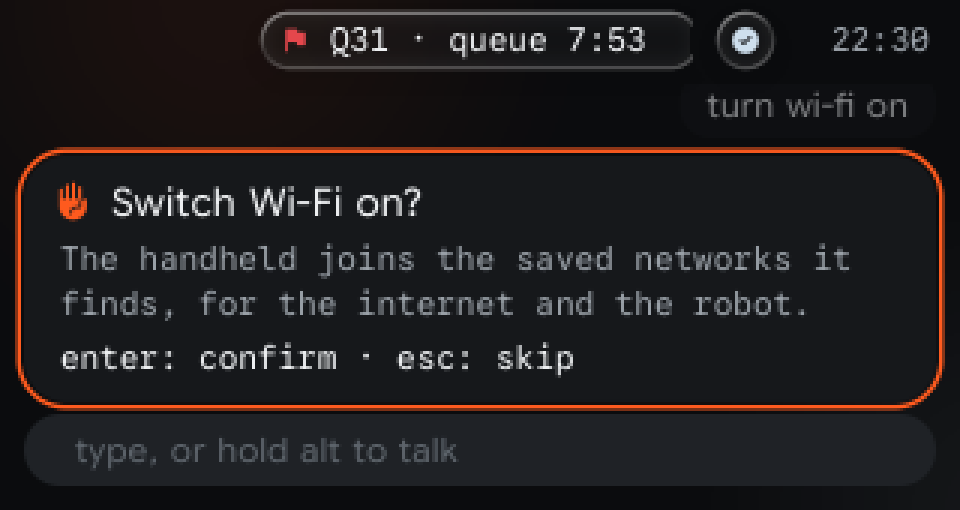 Q31 · queue 7:53
22:30
turn wi-fi on
Switch Wi-Fi on?
The handheld joins the saved networks it
finds, for the internet and the robot.
enter: confirm · esc: skip
type, or hold alt to talk